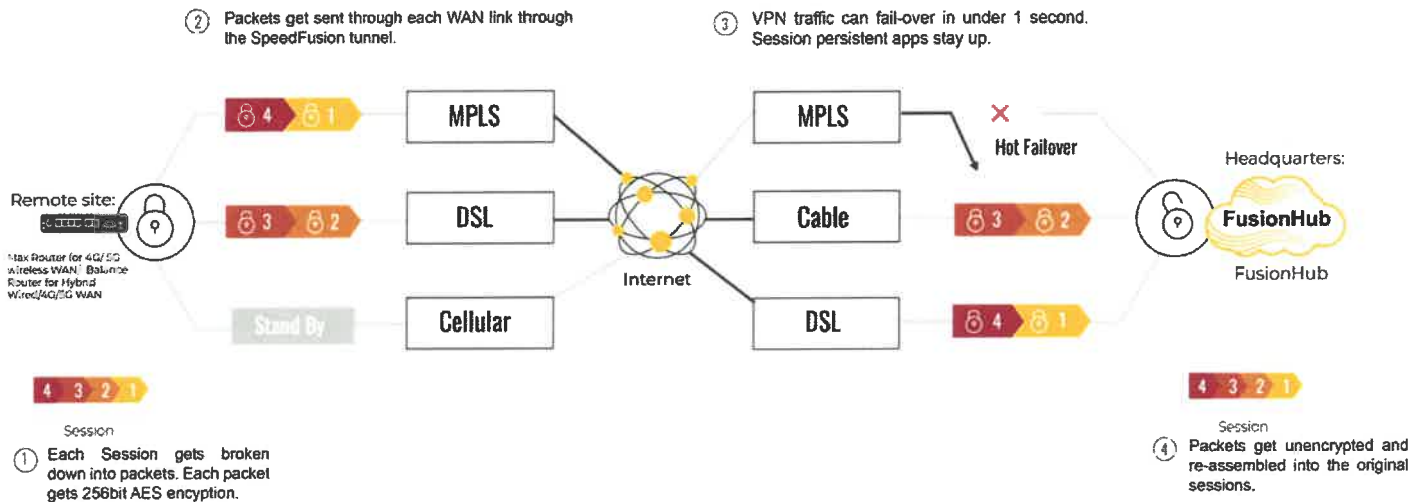 2 Packets get sent through each WAN link through
the SpeedFusion tunnel.
3 VPN traffic can fail-over in under 1 second.
Session persistent apps stay up.
4 1
MPLS
MPLS
Hot Failover
Headquarters:
Remote site:
3 2
DSL
Internet
Cable
3 2
FusionHub
FusionHub
Max Router for 4G/5G
wireless WAN/ Balance
Router for Hybrid
Wired/4G/5G WAN
Stand By
Cellular
DSL
4 1
4 3 2 1
Session
1 Each Session gets broken
down into packets. Each packet
gets 256bit AES encyption.
4 3 2 1
Session
4 Packets get unencrypted and
re-assembled into the original
sessions.